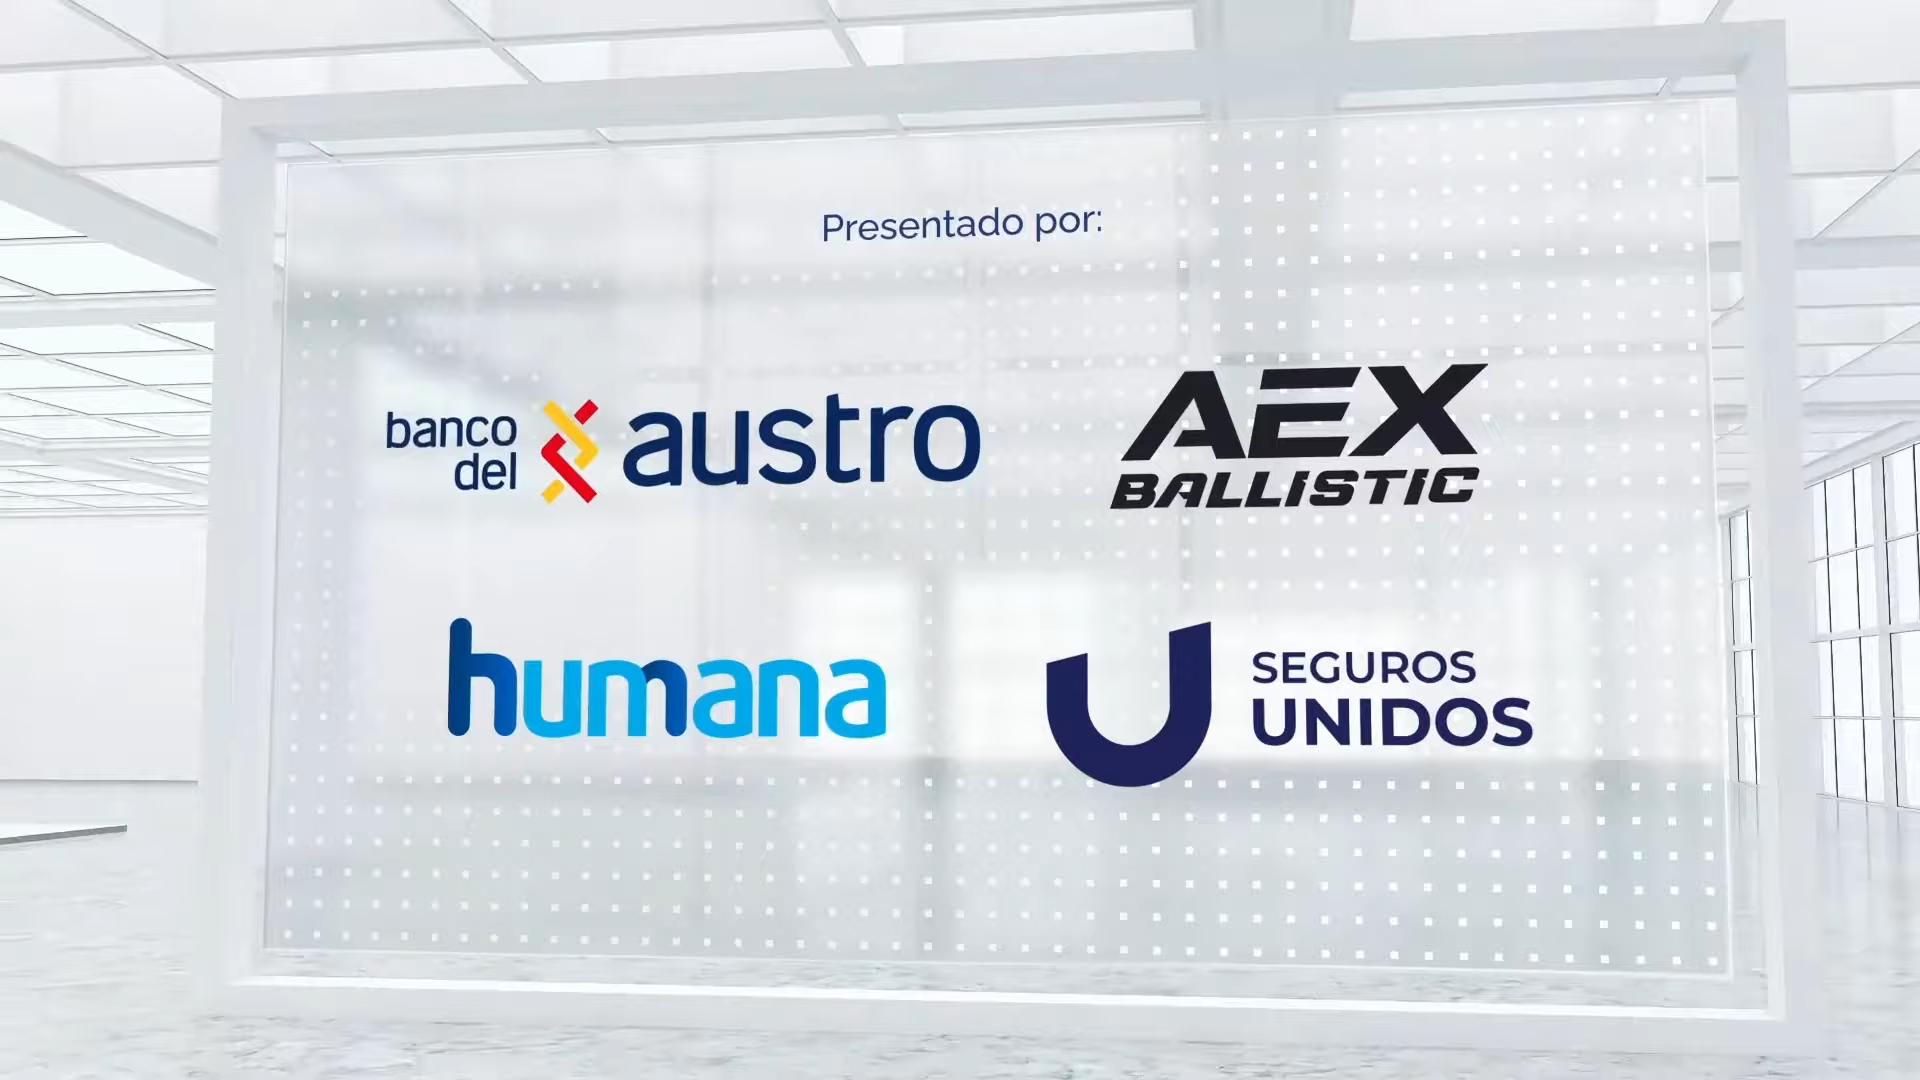 Presentado por:
banco del austro
AEX
BALLISTIC
humana
SEGUROS
UNIDOS